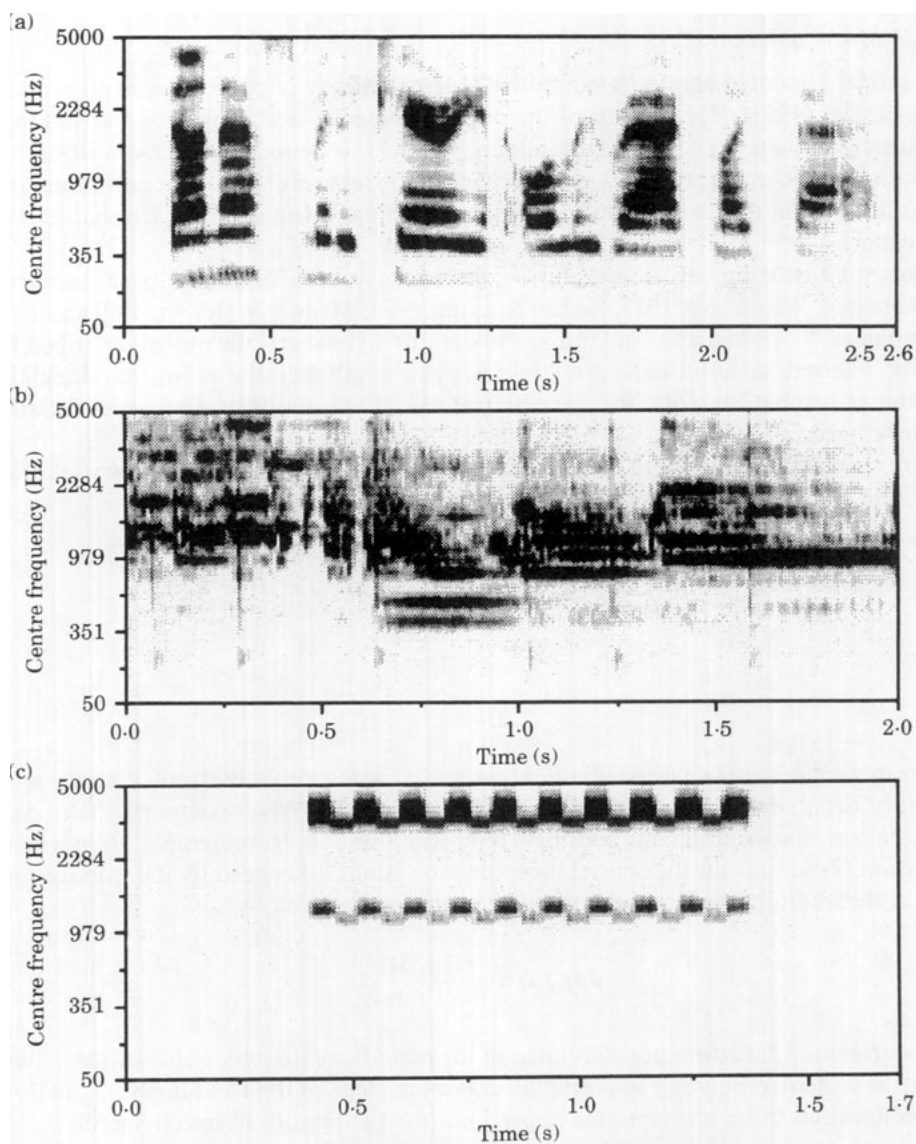 (a)
5000
2284
979
351
50
Centre frequency (Hz)
0·0 0·5 1·0 1·5 2·0 2·5 2·6
Time (s)
(b)
5000
2284
979
351
50
Centre frequency (Hz)
0·0 0·5 1·0 1·5 2·0
Time (s)
(c)
5000
2284
979
351
50
Centre frequency (Hz)
0·0 0·5 1·0 1·5 1·7
Time (s)